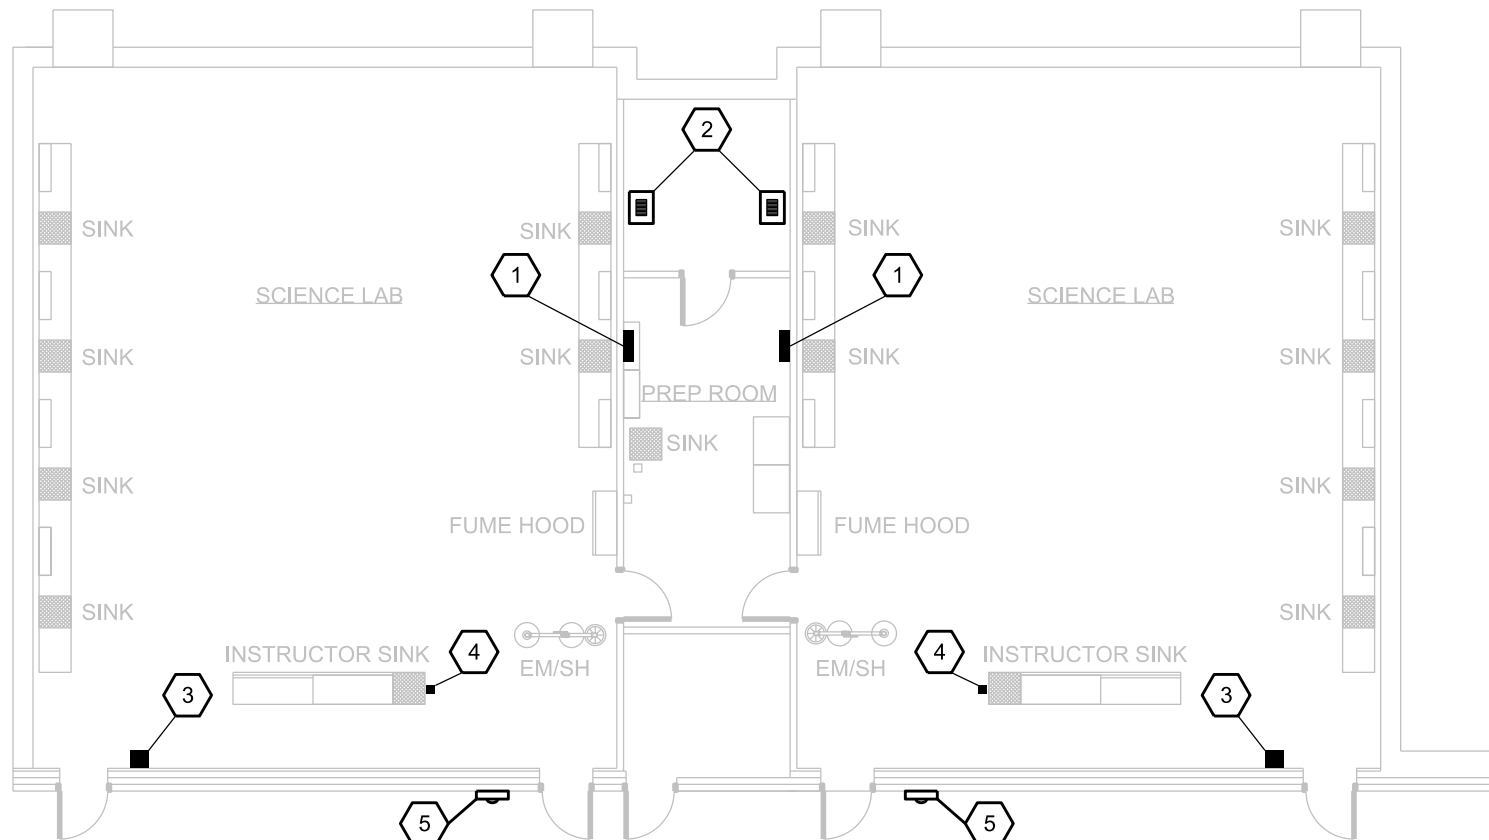 2
SINK
SINK
SINK
SINK
1
1
SCIENCE LAB
SCIENCE LAB
SINK
SINK
SINK
SINK
PREP ROOM
SINK
SINK
SINK
FUME HOOD
FUME HOOD
SINK
SINK
INSTRUCTOR SINK
4
EM/SH
EM/SH
4
INSTRUCTOR SINK
3
3
5
5